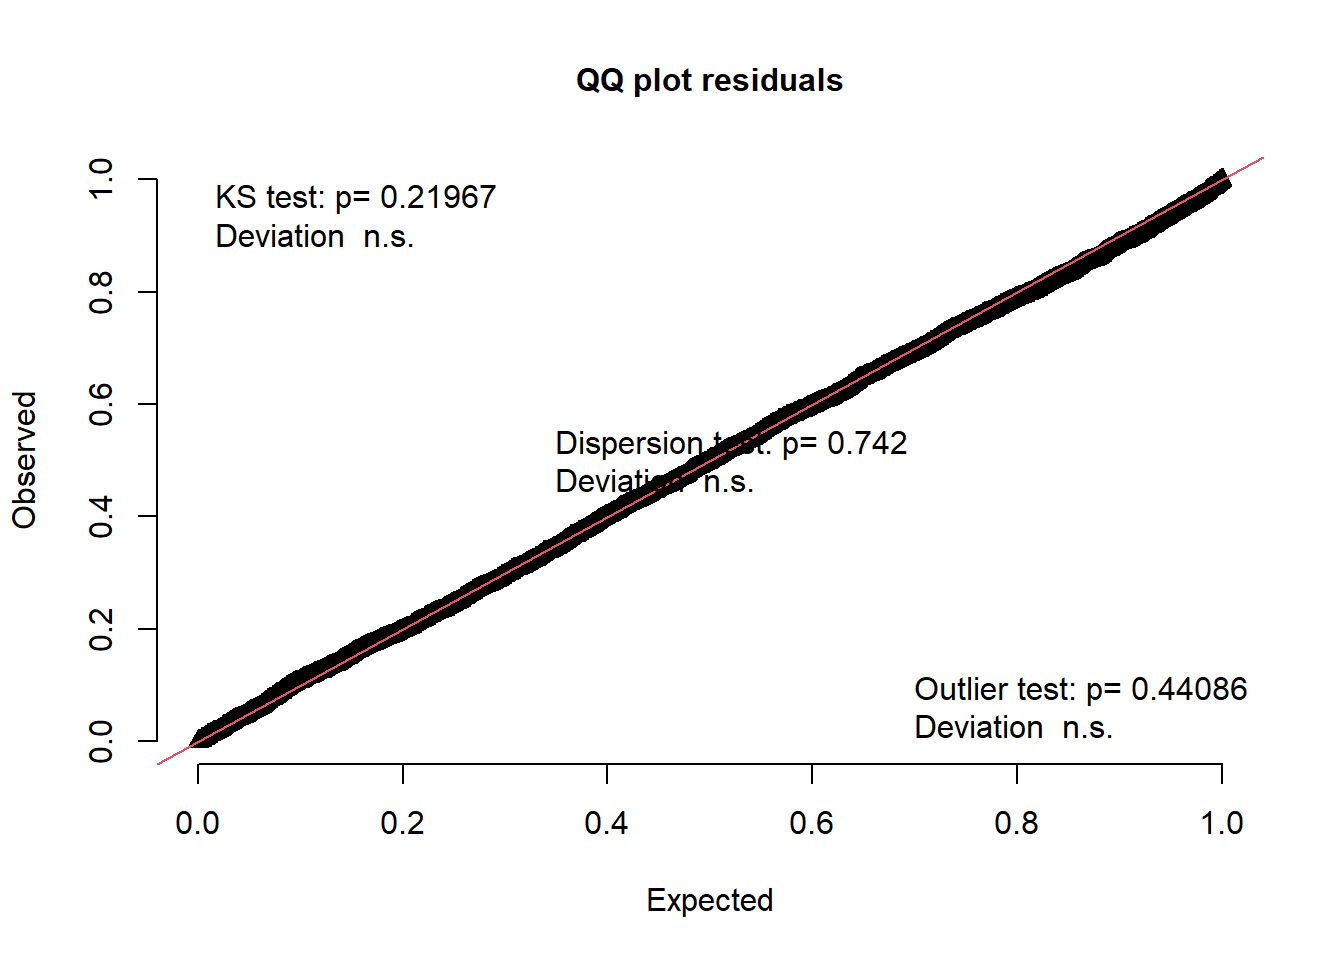 QQ plot residuals
KS test: p= 0.21967
Deviation  n.s.
Dispersion test: p= 0.742
Deviation  n.s.
Outlier test: p= 0.44086
Deviation  n.s.
Observed
1.0
0.8
0.6
0.4
0.2
0.0
0.0 0.2 0.4 0.6 0.8 1.0
Expected